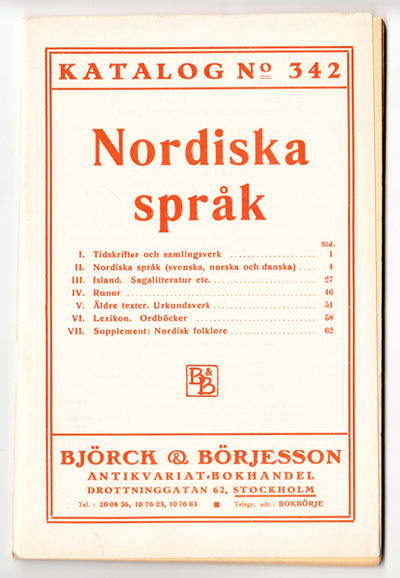 KATALOG No 342
Nordiska
språk
Sid.
I. Tidskrifter och samlingsverk .................... 1
II. Nordiska språk (svenska, norska och danska) .... 4
III. Island. Sagalitteratur etc. .................... 27
IV. Runor .................... 46
V. Äldre texter. Urkundsverk .................... 51
VI. Lexikon. Ordböcker .................... 58
VII. Supplement: Nordisk folklore .................... 62
B&B
BJÖRCK & BÖRJESSON
ANTIKVARIAT-BOKHANDEL
DROTTNINGGATAN 62, STOCKHOLM
Tel.: 20 08 36, 10 76 23, 10 76 83 ■ Telegr. adr.: BOKBÖRJE